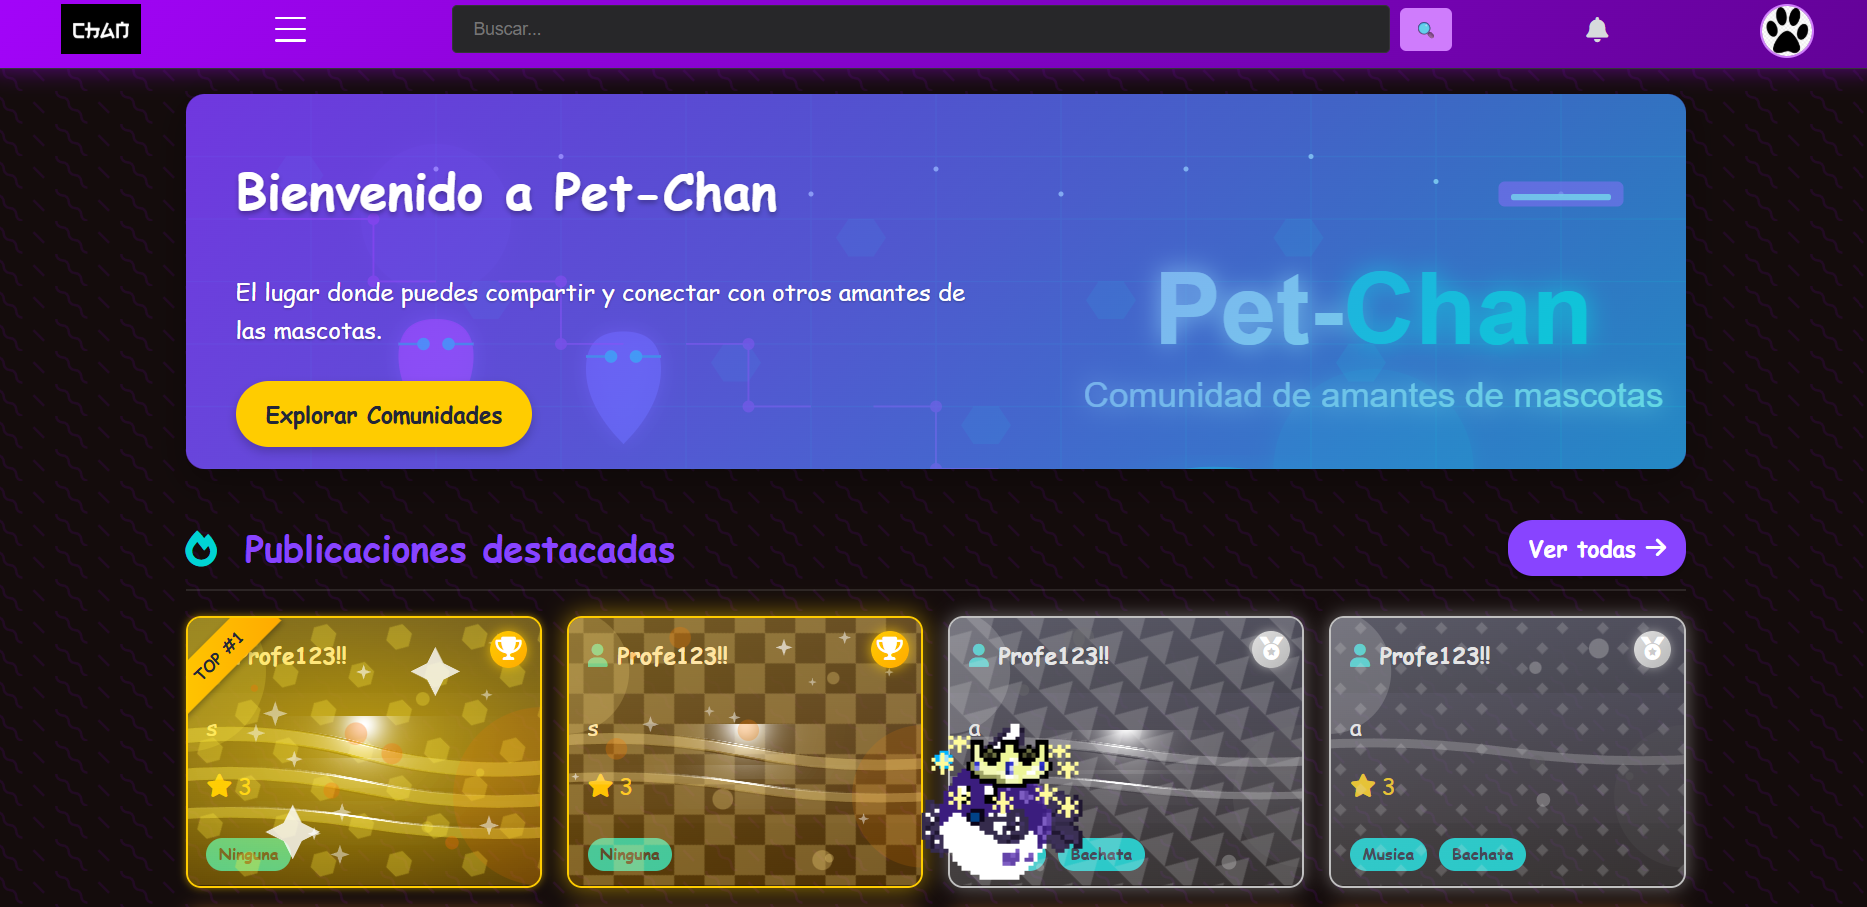 CHAN
Buscar...
Bienvenido a Pet-Chan
El lugar donde puedes compartir y conectar con otros amantes de
las mascotas.
Explorar Comunidades
Pet-Chan
Comunidad de amantes de mascotas
Publicaciones destacadas
Ver todas
TOP #1
Profe123!!
s
3
Ninguna
Profe123!!
s
3
Ninguna
Profe123!!
a
Bachata
Profe123!!
a
3
Musica
Bachata